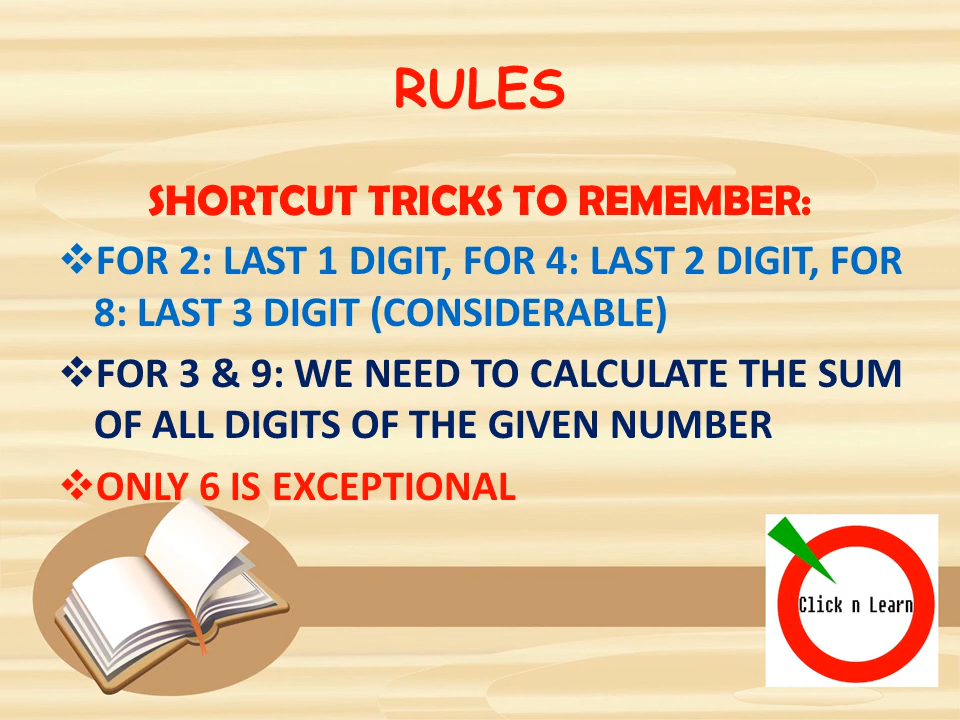 RULES
SHORTCUT TRICKS TO REMEMBER:
❖FOR 2: LAST 1 DIGIT, FOR 4: LAST 2 DIGIT, FOR
8: LAST 3 DIGIT (CONSIDERABLE)
❖FOR 3 & 9: WE NEED TO CALCULATE THE SUM
OF ALL DIGITS OF THE GIVEN NUMBER
❖ONLY 6 IS EXCEPTIONAL
Click n Learn